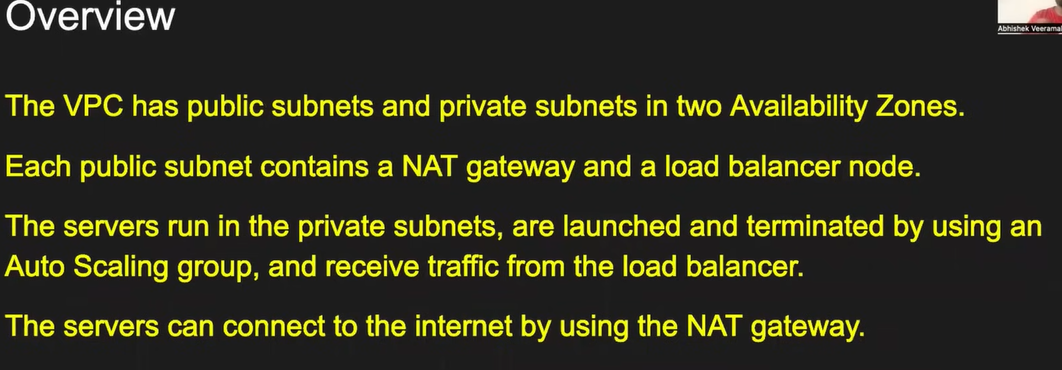 Overview
Abhishek Veeramal
The VPC has public subnets and private subnets in two Availability Zones.
Each public subnet contains a NAT gateway and a load balancer node.
The servers run in the private subnets, are launched and terminated by using an
Auto Scaling group, and receive traffic from the load balancer.
The servers can connect to the internet by using the NAT gateway.